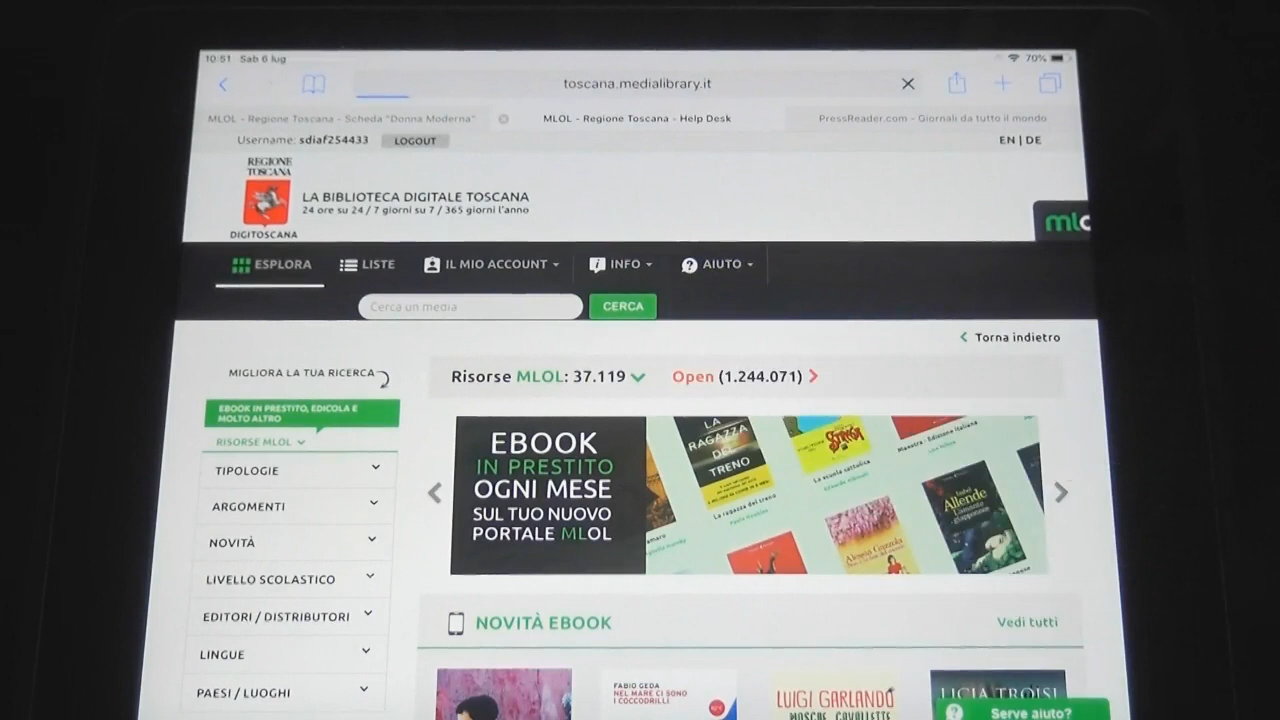 10:51 Sab 6 lug
70%
toscana.medialibrary.it
MLOL - Regione Toscana - Scheda "Donna Moderna"
MLOL - Regione Toscana - Help Desk
PressReader.com - Giornali da tutto il mondo
Username: sdiaf254433 LOGOUT
EN | DE
REGIONE
TOSCANA
DIGITOSCANA
LA BIBLIOTECA DIGITALE TOSCANA
24 ore su 24 / 7 giorni su 7 / 365 giorni l'anno
mlo
ESPLORA LISTE IL MIO ACCOUNT INFO AIUTO
Cerca un media CERCA
Torna indietro
MIGLIORA LA TUA RICERCA
EBOOK IN PRESTITO, EDICOLA E
MOLTO ALTRO
RISORSE MLOL
TIPOLOGIE
ARGOMENTI
NOVITÀ
LIVELLO SCOLASTICO
EDITORI / DISTRIBUTORI
LINGUE
PAESI / LUOGHI
Risorse MLOL: 37.119 Open (1.244.071)
EBOOK
IN PRESTITO
OGNI MESE
SUL TUO NUOVO
PORTALE MLOL
LA
RAGAZZA
DEL
TRENO
La ragazza del treno
La scuola cattolica
Maestra - Edizione italiana
Isabel
Allende
Alessia Gazzola
NOVITÀ EBOOK
Vedi tutti
FABIO GEDA
NEL MARE CI SONO
I COCCODRILLI
LUIGI GARLANDO
MOSCHE CAVALLETTE
LICIA TROISI
Serve aiuto?